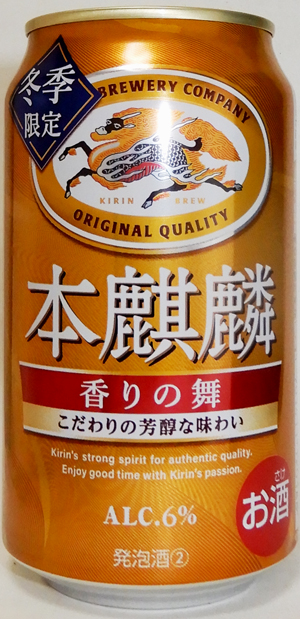 冬季
限定
BREWERY COMPANY
KIRIN BREW
ORIGINAL QUALITY
本麒麟
香りの舞
こだわりの芳醇な味わい
Kirin's strong spirit for authentic quality.
Enjoy good time with Kirin's passion.
さけ
お酒
ALC.6%
発泡酒②